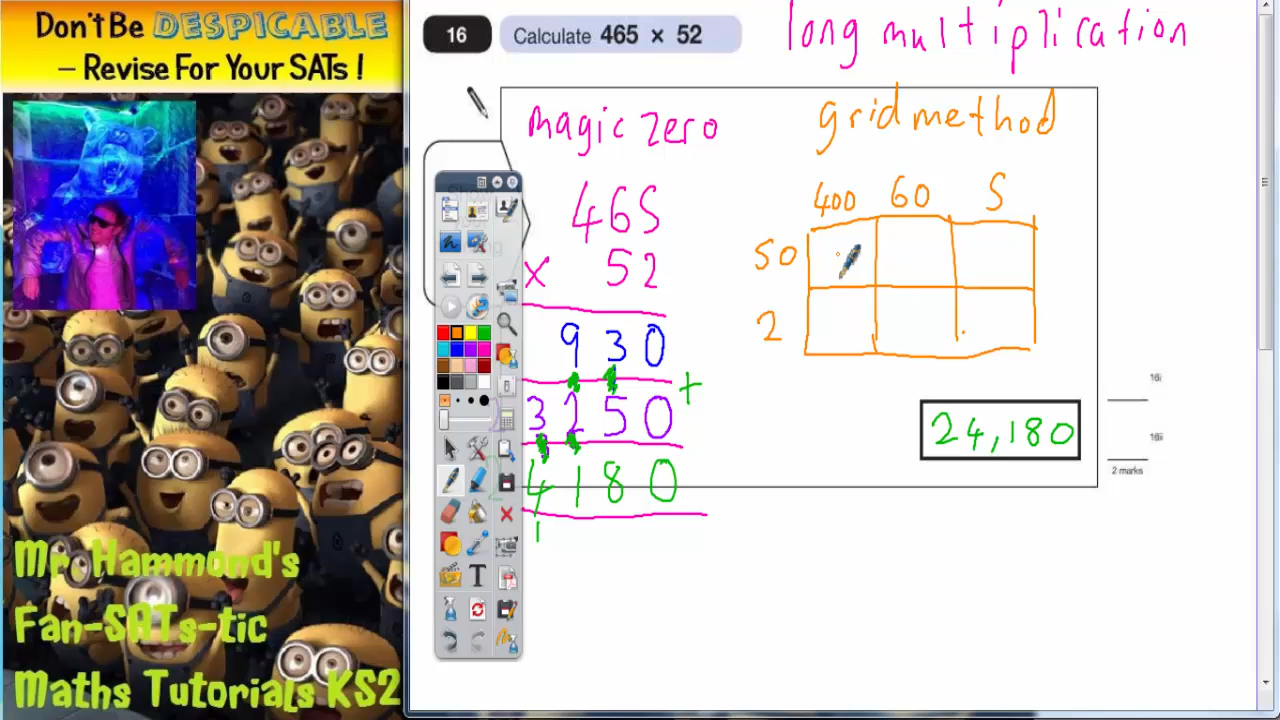 Don't Be DESPICABLE
– Revise For Your SATs !
Mr Hammond's
Fan-SATs-tic
Maths Tutorials KS2
16 Calculate 465 × 52
long multiplication
magic zero
465
x 52
930
3250 +
4180
1
grid method
400 60 5
50
2
24,180
16i
16ii
2 marks